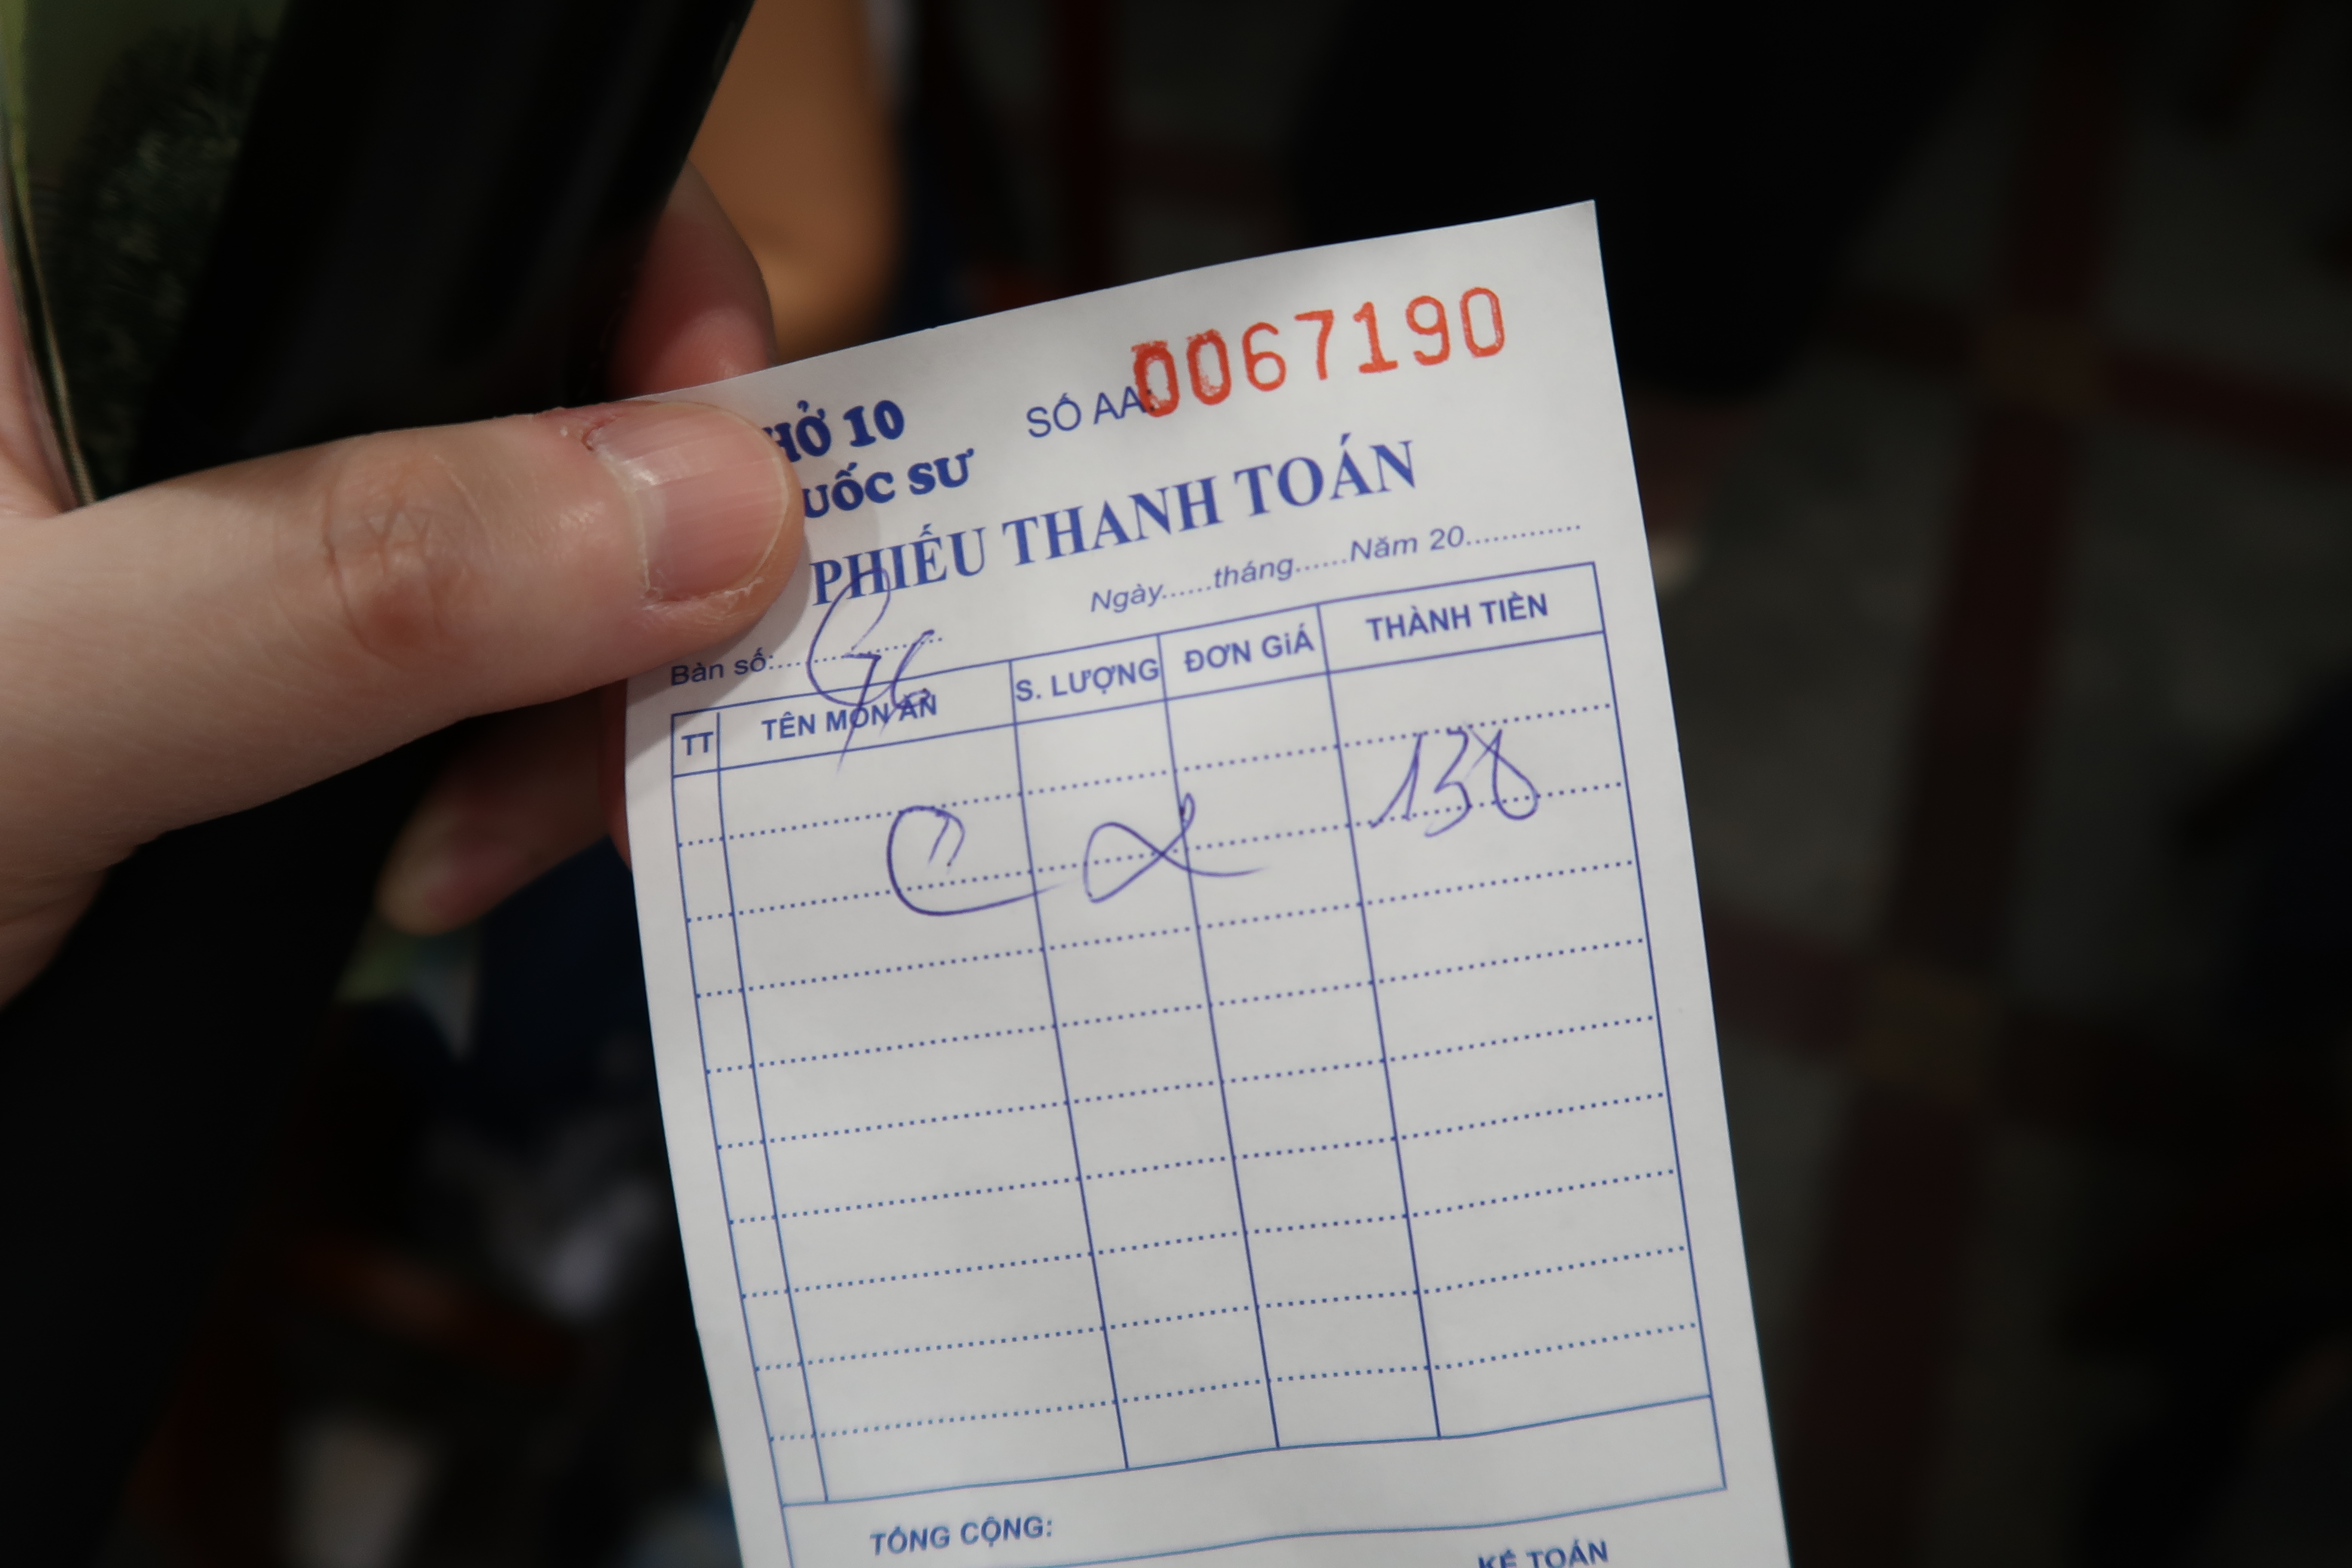 HỞ 10
UỐC SƯ
SỐ AA: 0067190
PHIẾU THANH TOÁN
Ngày......tháng......Năm 20............
Bàn số:....................
TT TÊN MÓN ĂN S. LƯỢNG ĐƠN GiÁ THÀNH TIỀN
138
TỔNG CỘNG:
KẾ TOÁN